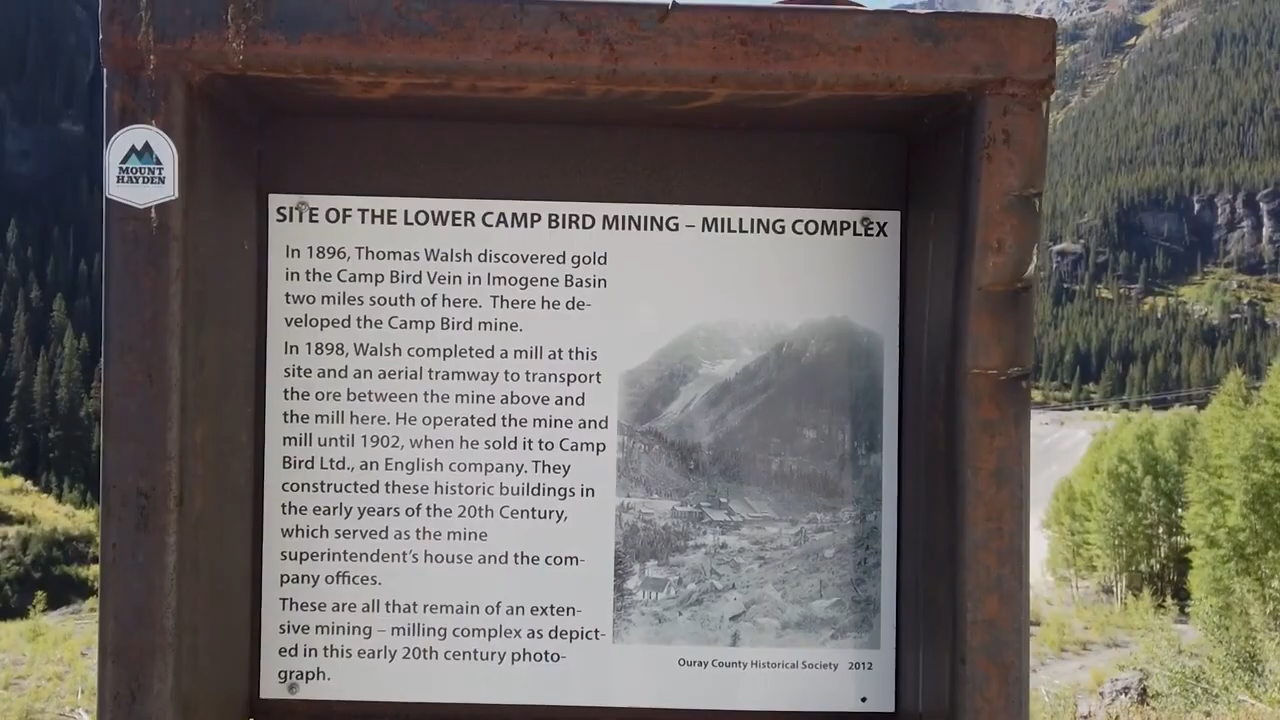 MOUNT
HAYDEN
SITE OF THE LOWER CAMP BIRD MINING – MILLING COMPLEX
In 1896, Thomas Walsh discovered gold
in the Camp Bird Vein in Imogene Basin
two miles south of here. There he de-
veloped the Camp Bird mine.
In 1898, Walsh completed a mill at this
site and an aerial tramway to transport
the ore between the mine above and
the mill here. He operated the mine and
mill until 1902, when he sold it to Camp
Bird Ltd., an English company. They
constructed these historic buildings in
the early years of the 20th Century,
which served as the mine
superintendent's house and the com-
pany offices.
These are all that remain of an exten-
sive mining – milling complex as depict-
ed in this early 20th century photo-
graph.
Ouray County Historical Society 2012